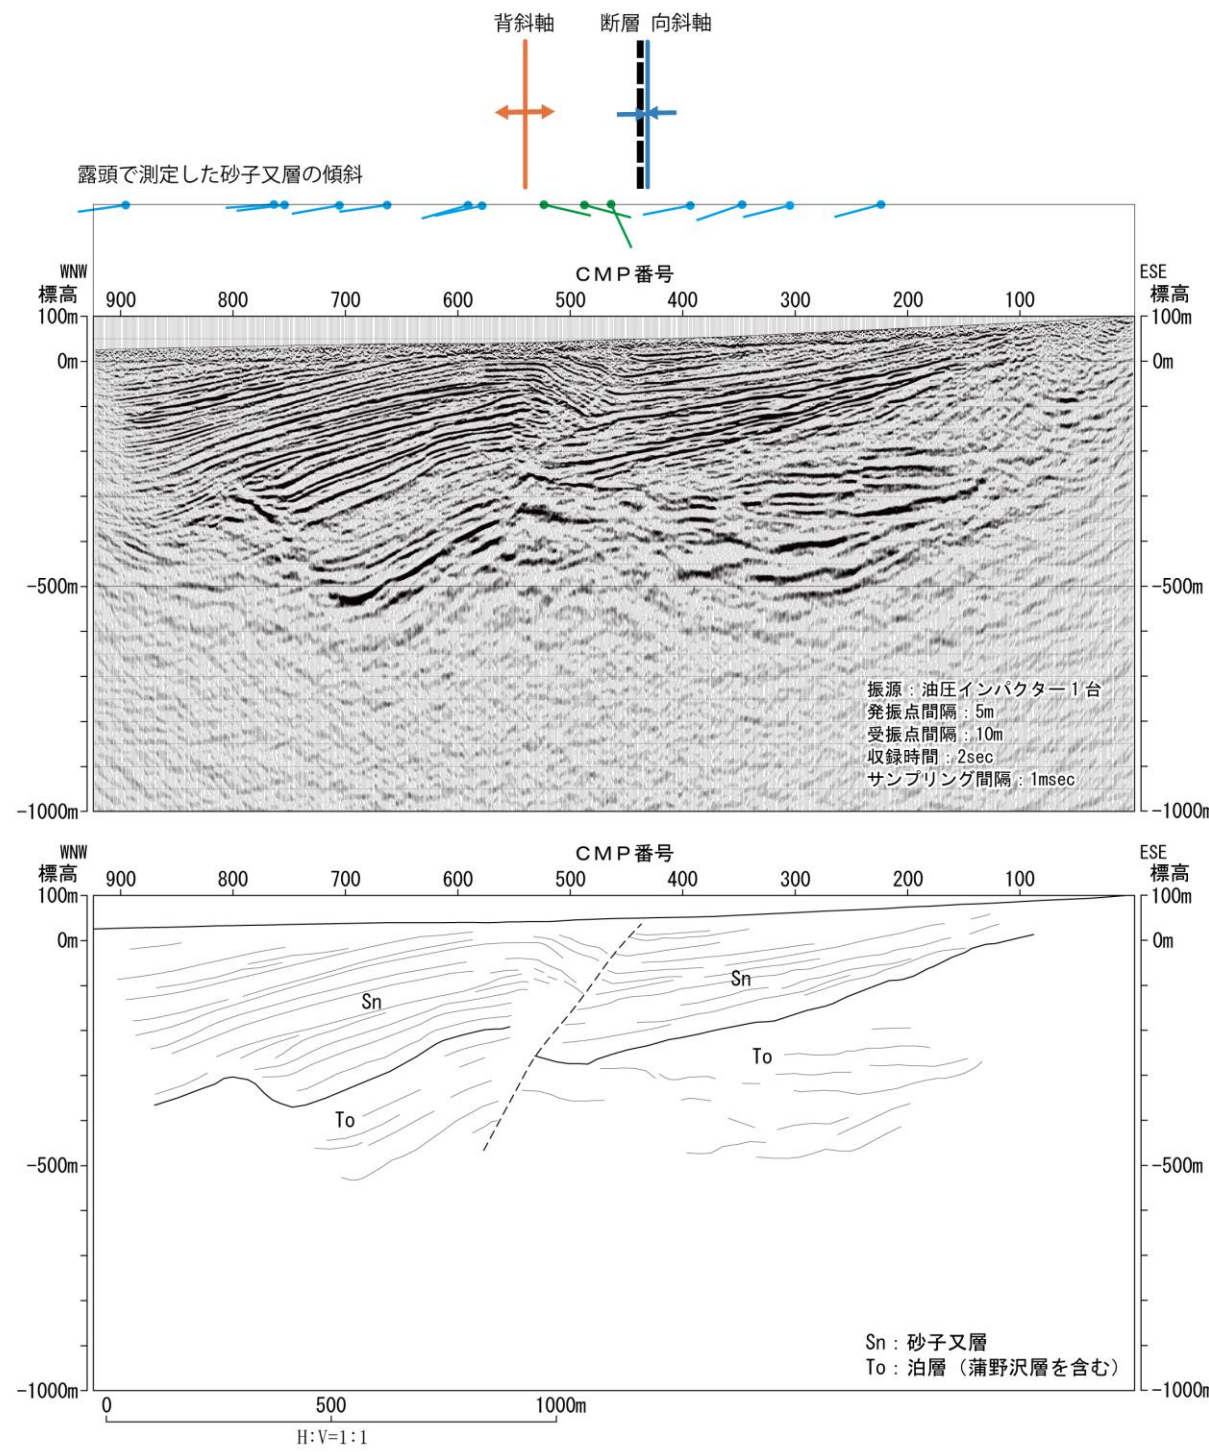 背斜軸
断層 向斜軸
露頭で測定した砂子又層の傾斜
WNW CMP番号 ESE
標高 900 800 700 600 500 400 300 200 100 標高
100m 100m
0m 0m
-500m -500m
振源：油圧インパクター1台
発振点間隔：5m
受振点間隔：10m
収録時間：2sec
サンプリング間隔：1msec
-1000m -1000m
WNW CMP番号 ESE
標高 900 800 700 600 500 400 300 200 100 標高
100m 100m
0m 0m
Sn Sn
To To
-500m -500m
Sn：砂子又層
To：泊層（蒲野沢層を含む）
-1000m -1000m
0 500 1000m
H:V=1:1